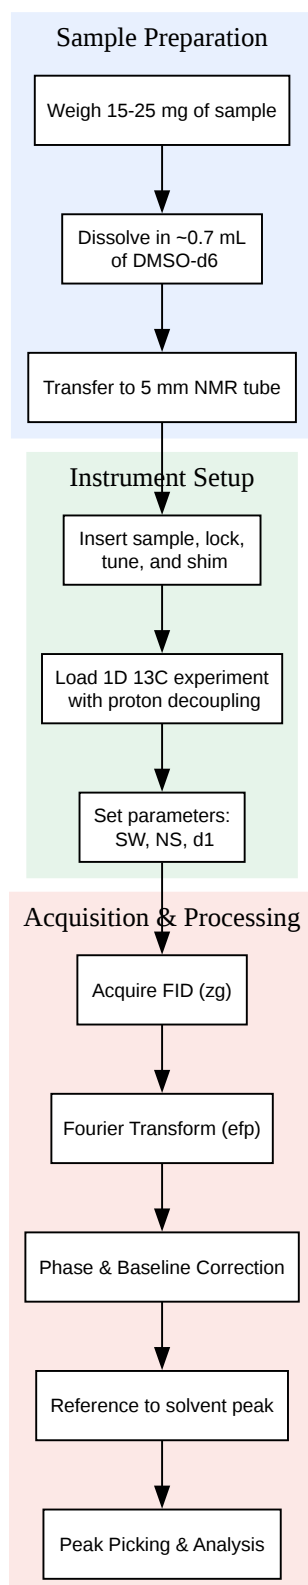 Sample Preparation
Weigh 15-25 mg of sample
Dissolve in ~0.7 mL
of DMSO-d6
Transfer to 5 mm NMR tube
Instrument Setup
Insert sample, lock,
tune, and shim
Load 1D 13C experiment
with proton decoupling
Set parameters:
SW, NS, d1
Acquisition & Processing
Acquire FID (zg)
Fourier Transform (efp)
Phase & Baseline Correction
Reference to solvent peak
Peak Picking & Analysis